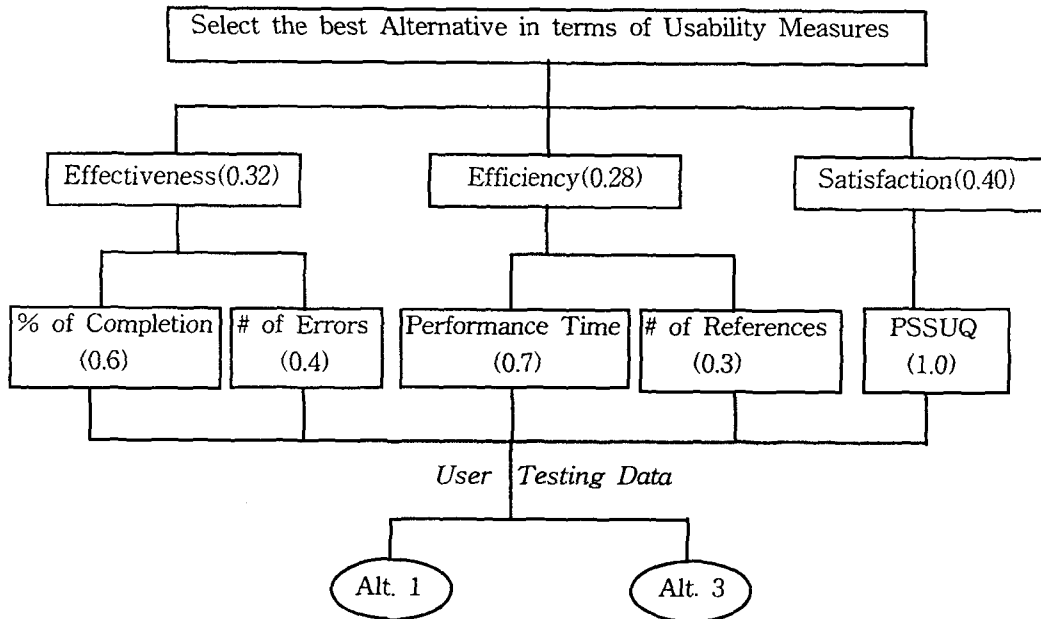 Select the best Alternative in terms of Usability Measures
Effectiveness(0.32)
Efficiency(0.28)
Satisfaction(0.40)
% of Completion
(0.6)
# of Errors
(0.4)
Performance Time
(0.7)
# of References
(0.3)
PSSUQ
(1.0)
User Testing Data
Alt. 1
Alt. 3